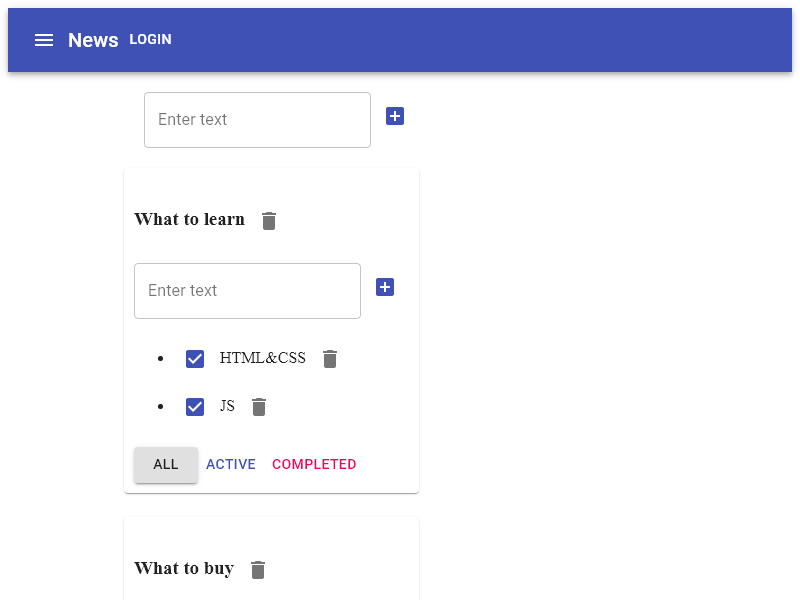 News LOGIN
Enter text
What to learn
Enter text
HTML&CSS
JS
ALL ACTIVE COMPLETED
What to buy